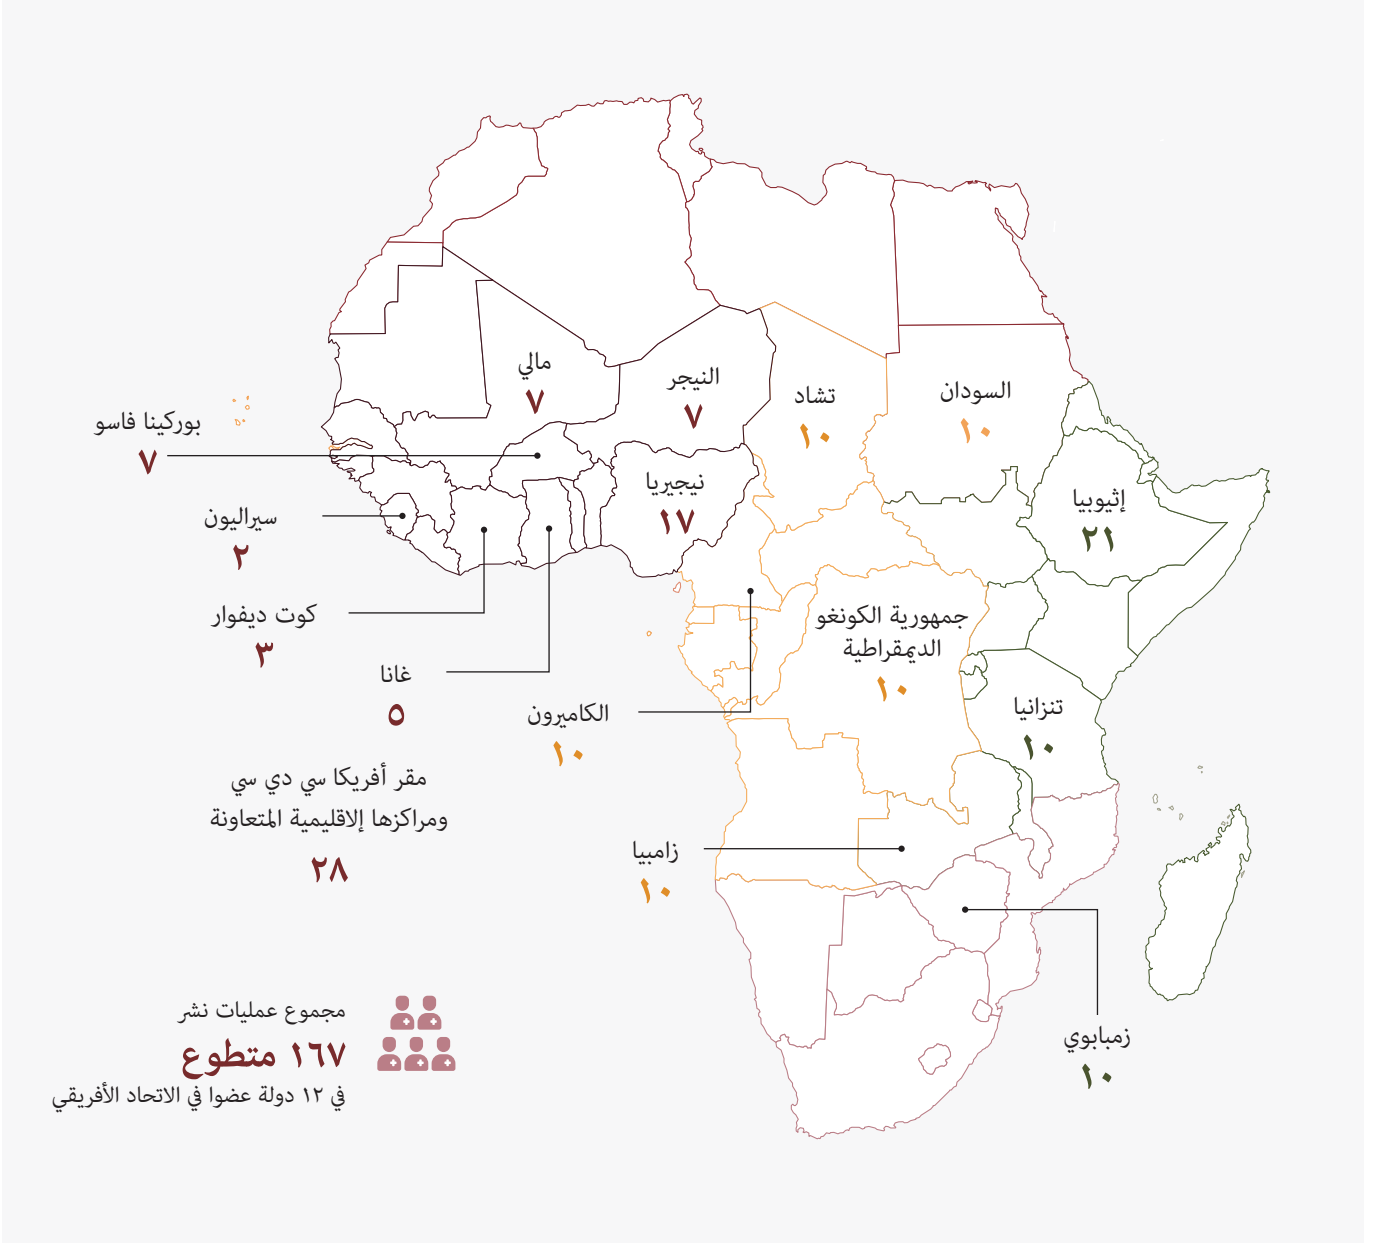 مالي
٧
النيجر
٧
تشاد
١٠
السودان
١٠
بوركينا فاسو
٧
نيجيريا
١٧
إثيوبيا
٢١
سيراليون
٢
كوت ديفوار
٣
جمهورية الكونغو
الديمقراطية
١٠
غانا
٥
الكاميرون
١٠
تنزانيا
١٠
مقر أفريكا سي دي سي
ومراكزها إلاقليمية المتعاونة
٢٨
زامبيا
١٠
زمبابوي
١٠
مجموع عمليات نشر
١٦٧ متطوع
في ١٢ دولة عضوا في الاتحاد الأفريقي